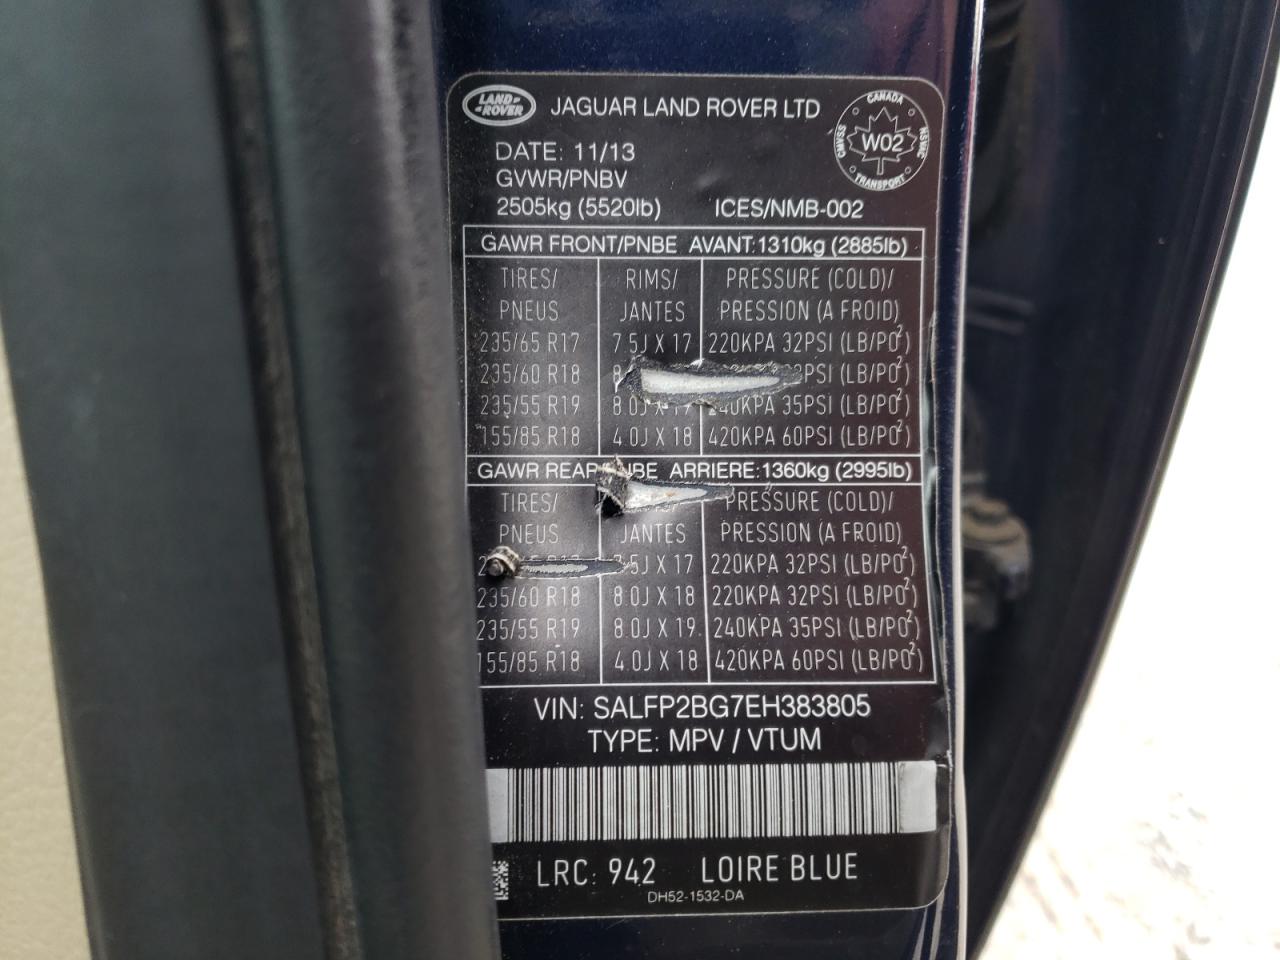 LAND-
-ROVER
JAGUAR LAND ROVER LTD
CANADA
CMVSS
W02
NSVAC
TRANSPORT
DATE: 11/13
GVWR/PNBV
2505kg (5520lb) ICES/NMB-002
GAWR FRONT/PNBE AVANT:1310kg (2885lb)
TIRES/ RIMS/ PRESSURE (COLD)/
PNEUS JANTES PRESSION (A FROID)
235/65 R17 7.5J X 17 220KPA 32PSI (LB/PO²)
235/60 R18 (LB/PO²)
235/55 R19 8.0J X 19 240KPA 35PSI (LB/PO²)
155/85 R18 4.0J X 18 420KPA 60PSI (LB/PO²)
GAWR REAR ARRIERE:1360kg (2995lb)
TIRES/ PRESSURE (COLD)/
PNEUS JANTES PRESSION (A FROID)
X 17 220KPA 32PSI (LB/PO²)
235/60 R18 8.0J X 18 220KPA 32PSI (LB/PO²)
235/55 R19 8.0J X 19 240KPA 35PSI (LB/PO²)
155/85 R18 4.0J X 18 420KPA 60PSI (LB/PO²)
VIN: SALFP2BG7EH383805
TYPE: MPV / VTUM
LRC: 942 LOIRE BLUE
DH52-1532-DA